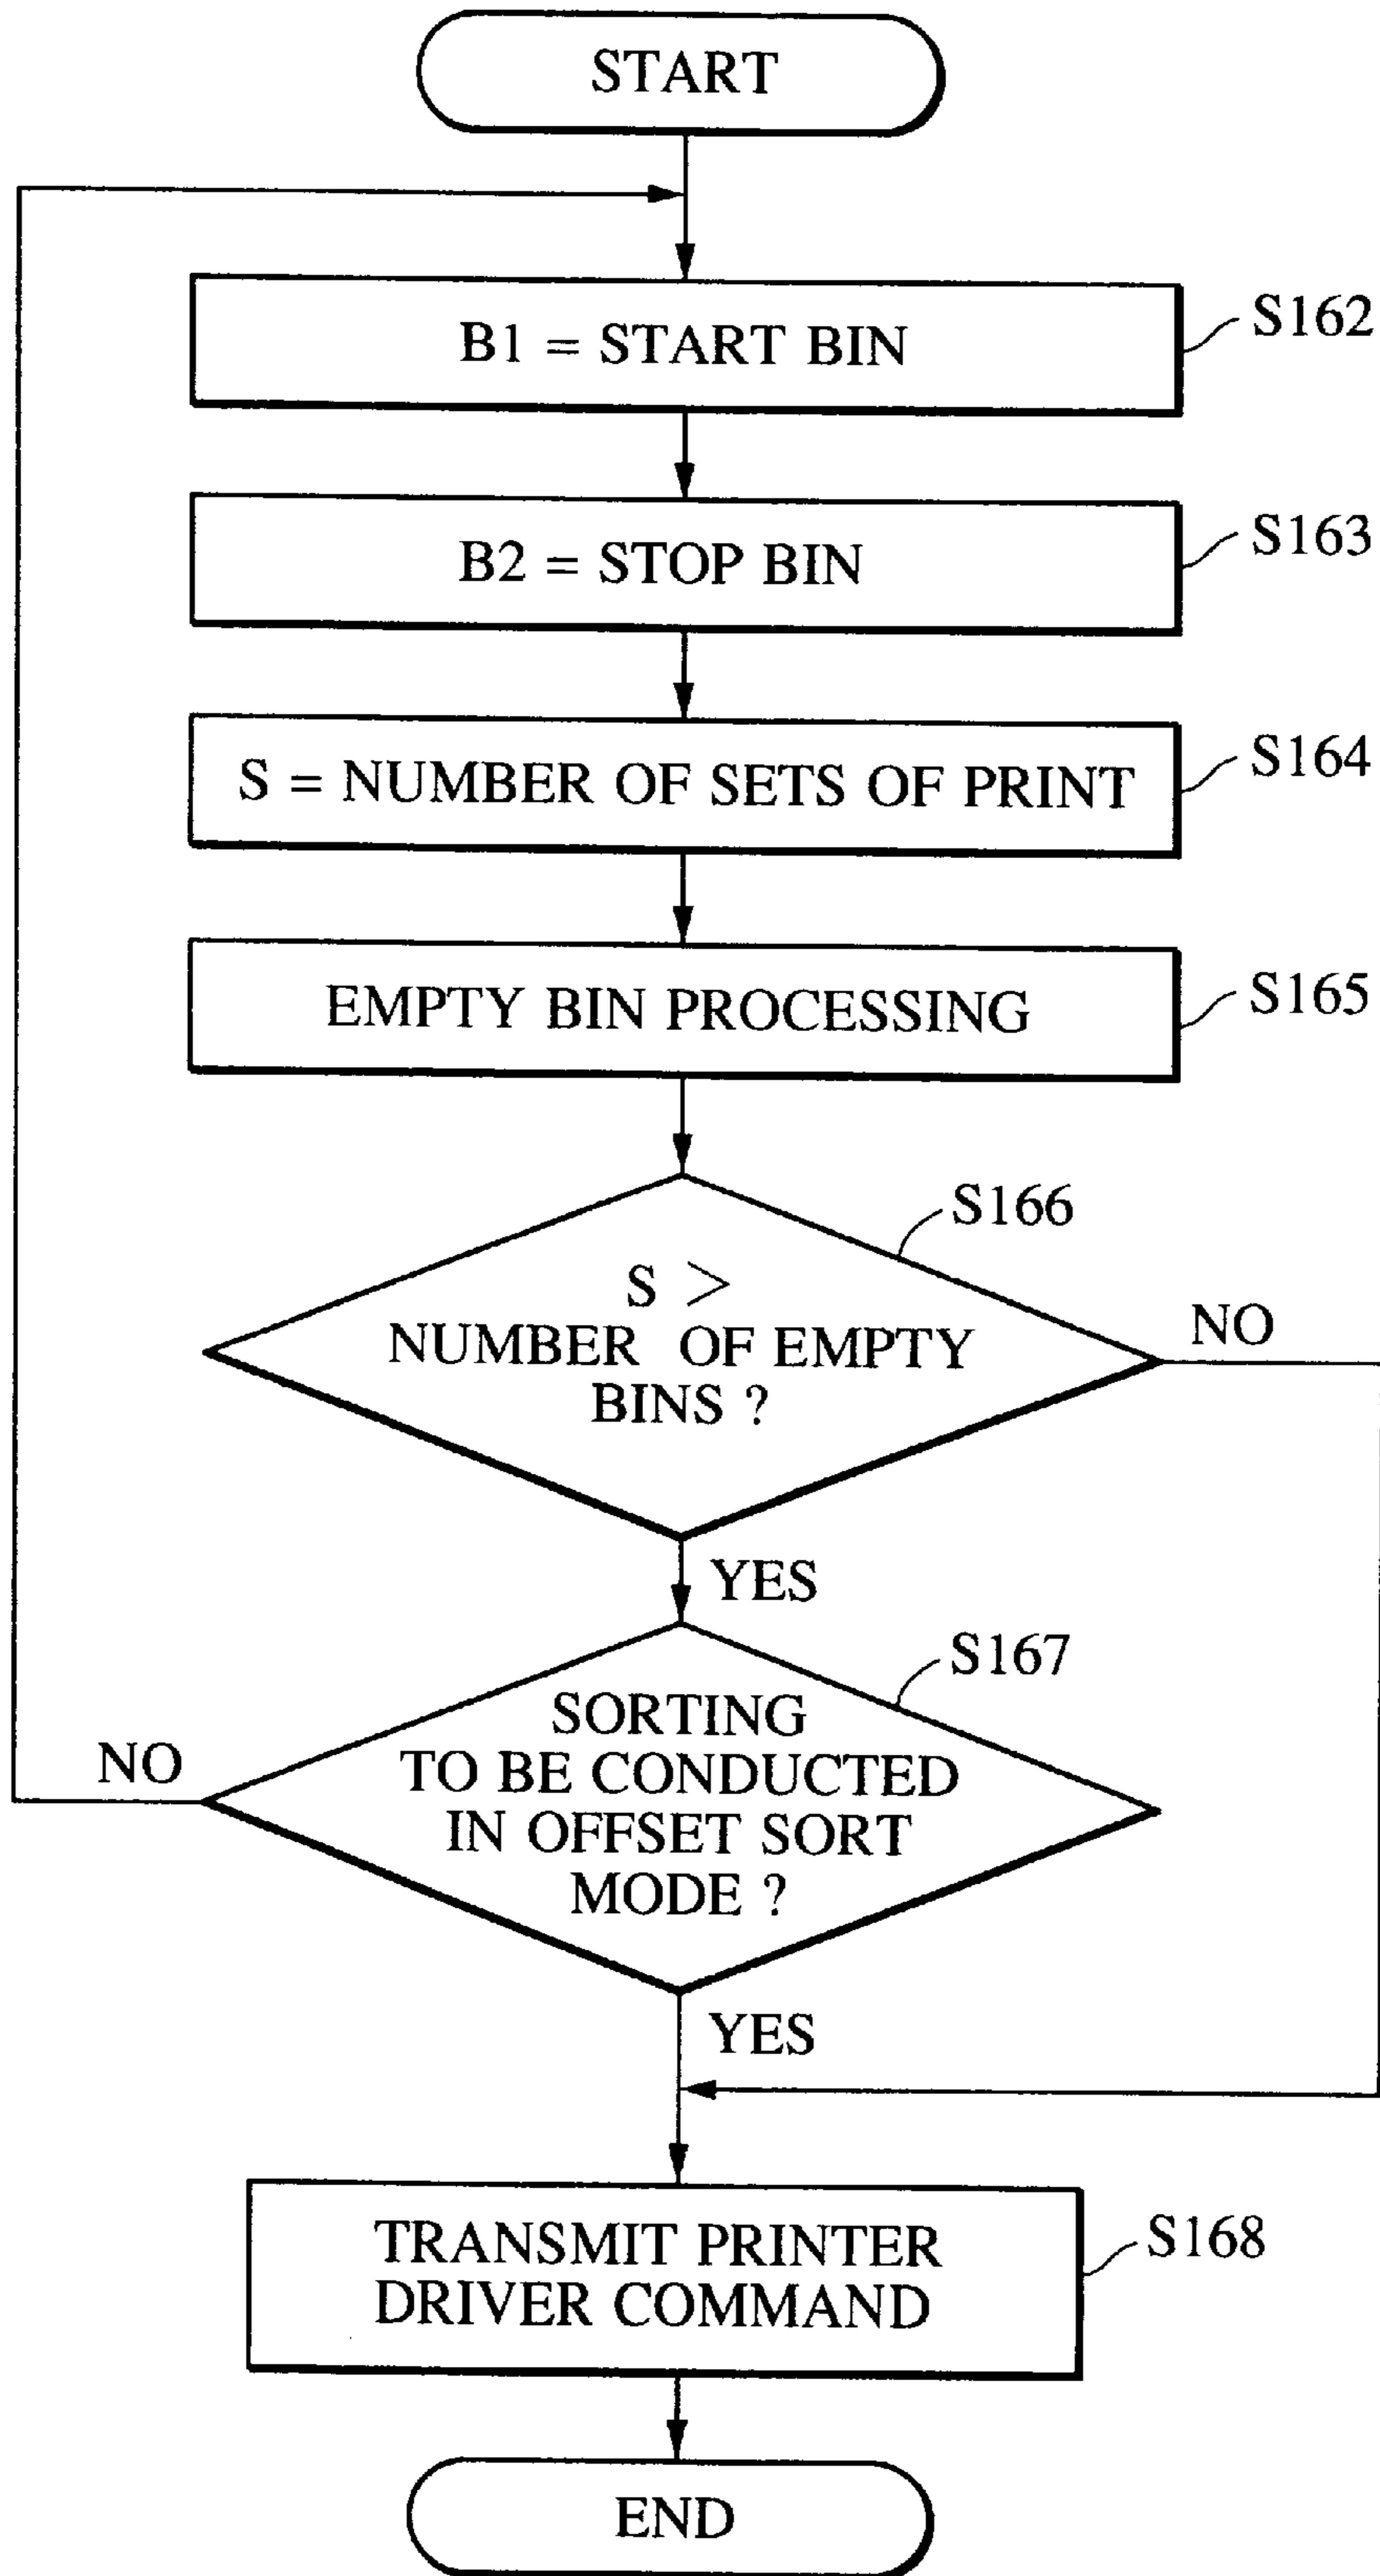 START
B1 = START BIN
S162
B2 = STOP BIN
S163
S = NUMBER OF SETS OF PRINT
S164
EMPTY BIN PROCESSING
S165
S166
S >
NUMBER OF EMPTY
BINS ?
NO
YES
S167
SORTING
TO BE CONDUCTED
IN OFFSET SORT
MODE ?
NO
YES
TRANSMIT PRINTER
DRIVER COMMAND
S168
END